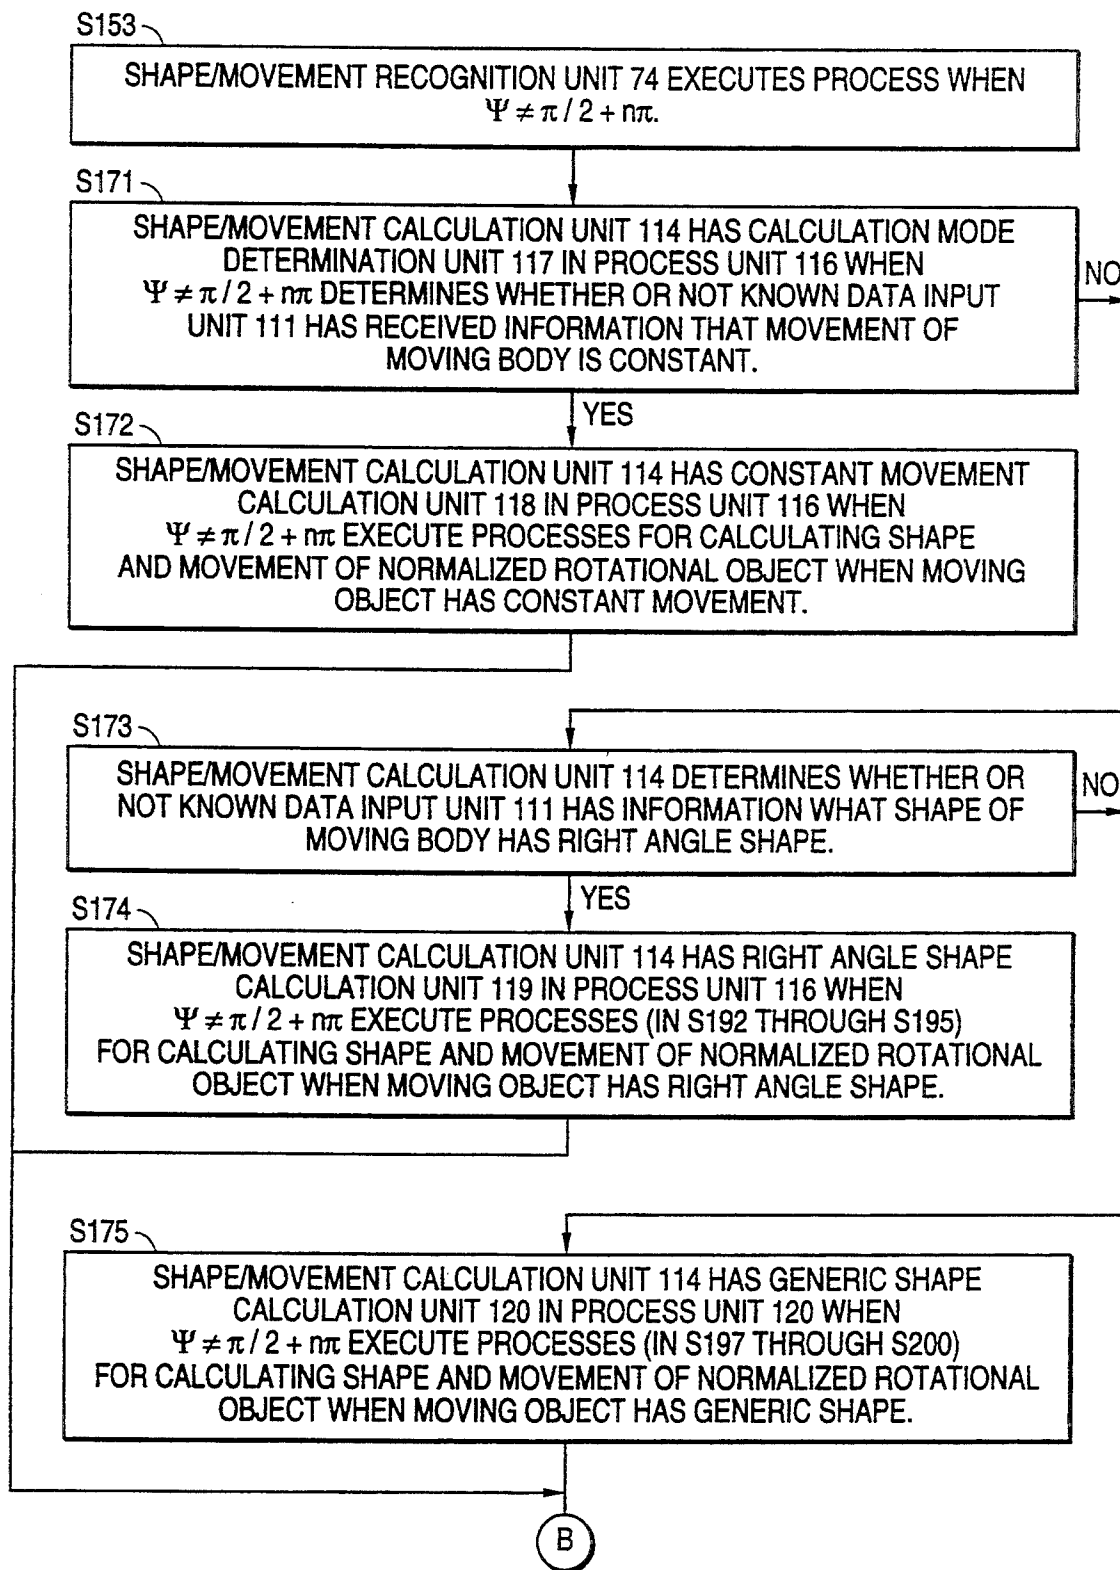 S153
SHAPE/MOVEMENT RECOGNITION UNIT 74 EXECUTES PROCESS WHEN
Ψ ≠ π / 2 + nπ.
S171
SHAPE/MOVEMENT CALCULATION UNIT 114 HAS CALCULATION MODE
DETERMINATION UNIT 117 IN PROCESS UNIT 116 WHEN
Ψ ≠ π / 2 + nπ DETERMINES WHETHER OR NOT KNOWN DATA INPUT
UNIT 111 HAS RECEIVED INFORMATION THAT MOVEMENT OF
MOVING BODY IS CONSTANT.
NO
YES
S172
SHAPE/MOVEMENT CALCULATION UNIT 114 HAS CONSTANT MOVEMENT
CALCULATION UNIT 118 IN PROCESS UNIT 116 WHEN
Ψ ≠ π / 2 + nπ EXECUTE PROCESSES FOR CALCULATING SHAPE
AND MOVEMENT OF NORMALIZED ROTATIONAL OBJECT WHEN MOVING
OBJECT HAS CONSTANT MOVEMENT.
S173
SHAPE/MOVEMENT CALCULATION UNIT 114 DETERMINES WHETHER OR
NOT KNOWN DATA INPUT UNIT 111 HAS INFORMATION WHAT SHAPE OF
MOVING BODY HAS RIGHT ANGLE SHAPE.
NO
YES
S174
SHAPE/MOVEMENT CALCULATION UNIT 114 HAS RIGHT ANGLE SHAPE
CALCULATION UNIT 119 IN PROCESS UNIT 116 WHEN
Ψ ≠ π / 2 + nπ EXECUTE PROCESSES (IN S192 THROUGH S195)
FOR CALCULATING SHAPE AND MOVEMENT OF NORMALIZED ROTATIONAL
OBJECT WHEN MOVING OBJECT HAS RIGHT ANGLE SHAPE.
S175
SHAPE/MOVEMENT CALCULATION UNIT 114 HAS GENERIC SHAPE
CALCULATION UNIT 120 IN PROCESS UNIT 120 WHEN
Ψ ≠ π / 2 + nπ EXECUTE PROCESSES (IN S197 THROUGH S200)
FOR CALCULATING SHAPE AND MOVEMENT OF NORMALIZED ROTATIONAL
OBJECT WHEN MOVING OBJECT HAS GENERIC SHAPE.
B